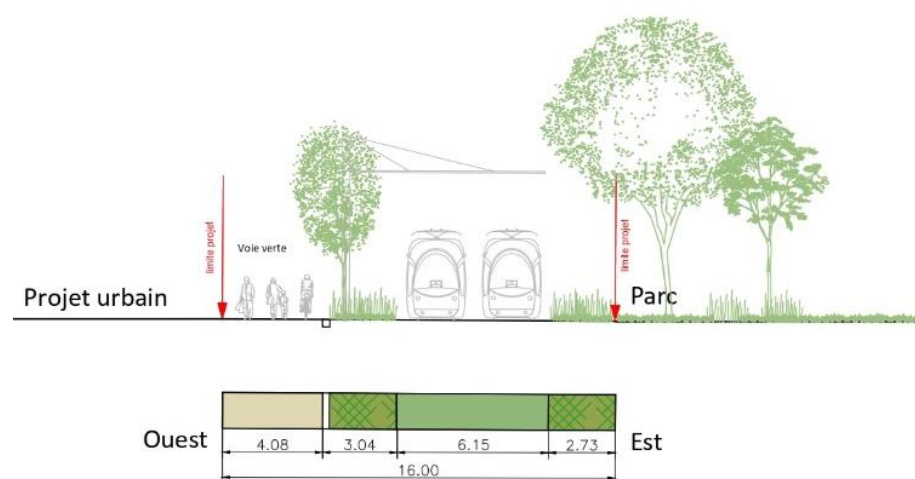 limite projet
Voie verte
limite projet
Projet urbain
Parc
Ouest
4.08
3.04
6.15
2.73
Est
16.00